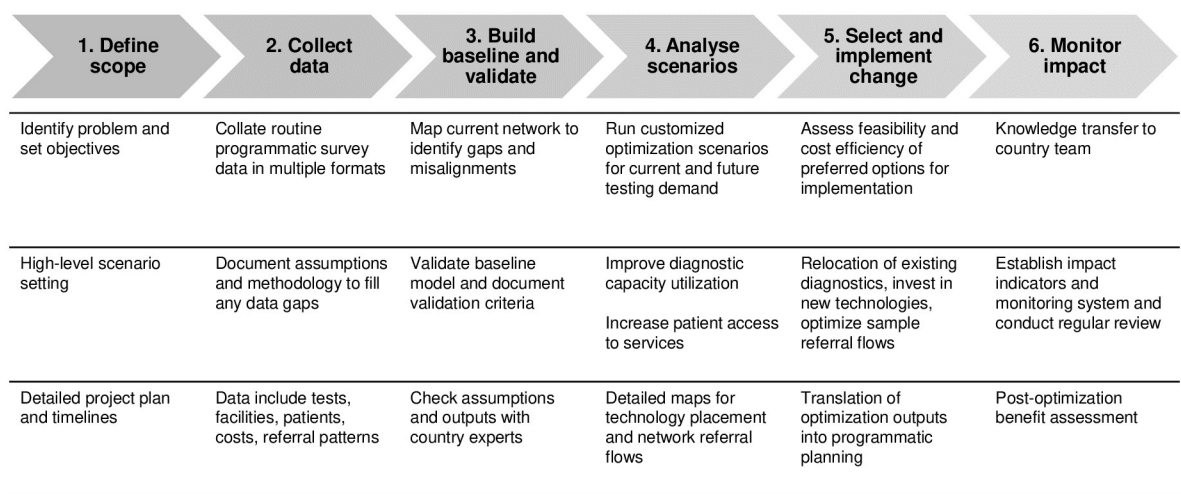 1. Define
scope
2. Collect
data
3. Build
baseline and
validate
4. Analyse
scenarios
5. Select and
implement
change
6. Monitor
impact
Identify problem and
set objectives
Collate routine
programmatic survey
data in multiple formats
Map current network to
identify gaps and
misalignments
Run customized
optimization scenarios
for current and future
testing demand
Assess feasibility and
cost efficiency of
preferred options for
implementation
Knowledge transfer to
country team
High-level scenario
setting
Document assumptions
and methodology to fill
any data gaps
Validate baseline
model and document
validation criteria
Improve diagnostic
capacity utilization
Increase patient access
to services
Relocation of existing
diagnostics, invest in
new technologies,
optimize sample
referral flows
Establish impact
indicators and
monitoring system and
conduct regular review
Detailed project plan
and timelines
Data include tests,
facilities, patients,
costs, referral patterns
Check assumptions
and outputs with
country experts
Detailed maps for
technology placement
and network referral
flows
Translation of
optimization outputs
into programmatic
planning
Post-optimization
benefit assessment